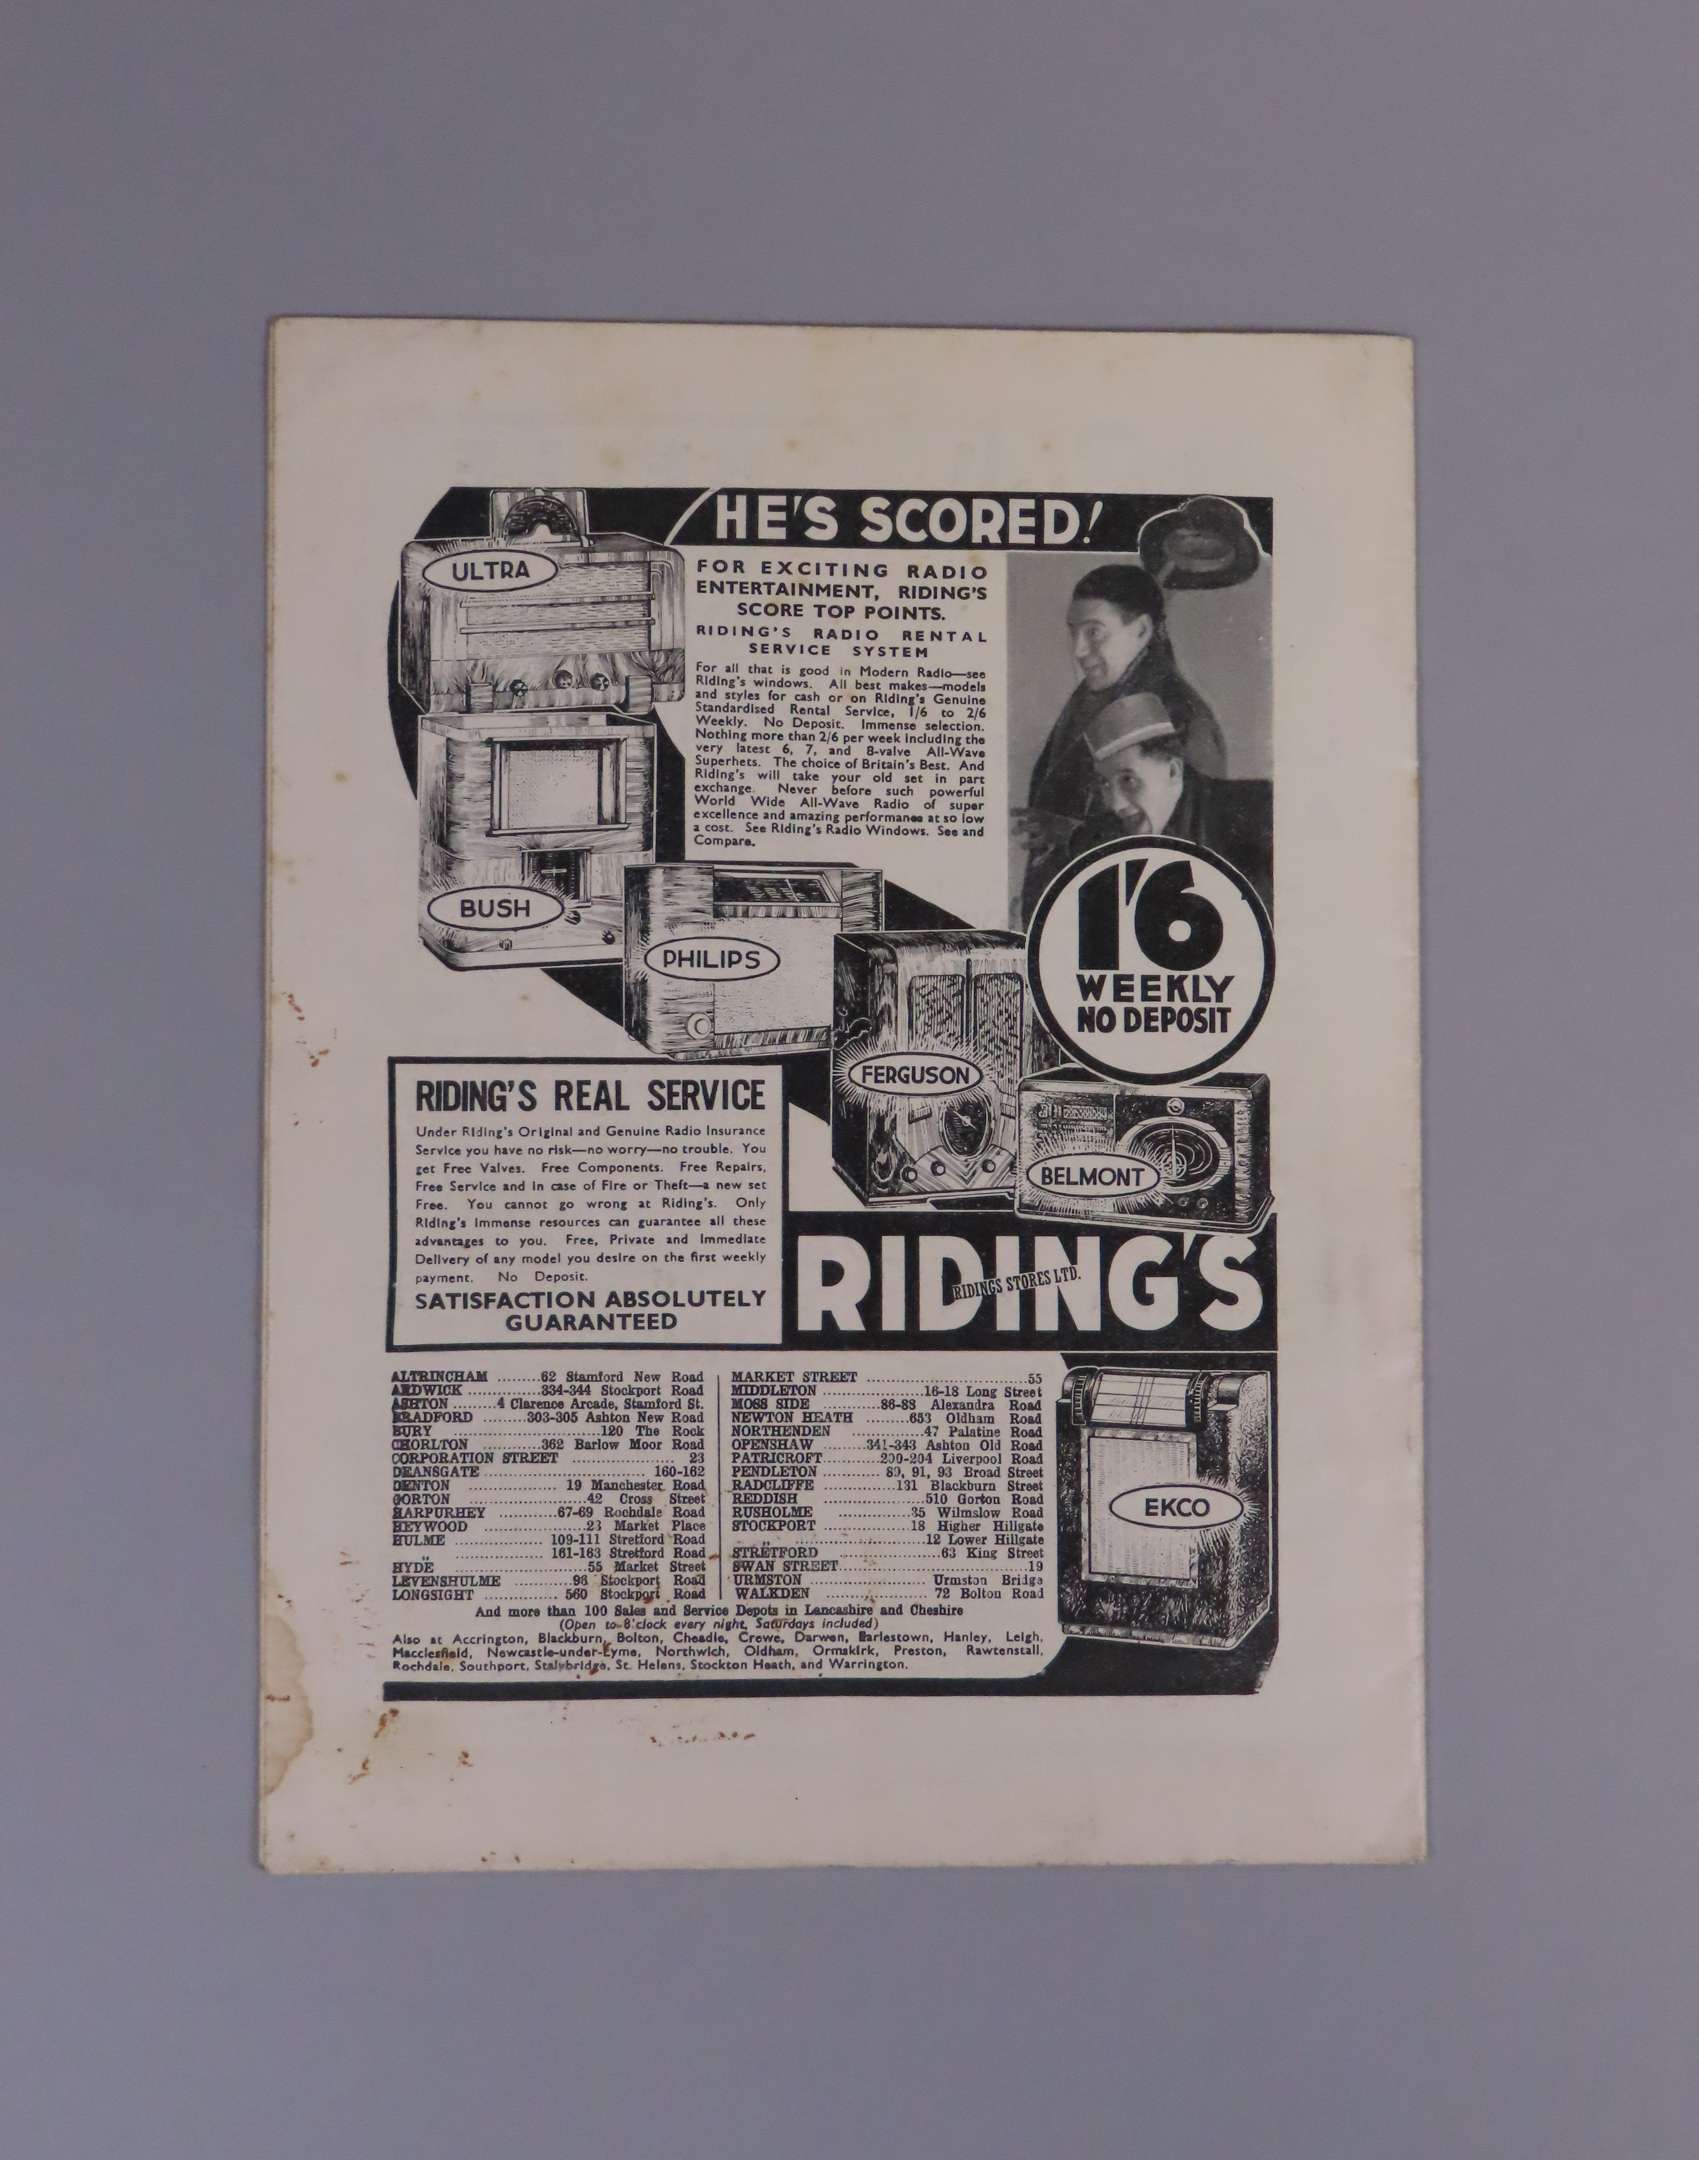 HE'S SCORED!
ULTRA
FOR EXCITING RADIO
ENTERTAINMENT, RIDING'S
SCORE TOP POINTS.
RIDING'S RADIO RENTAL
SERVICE SYSTEM
For all that is good in Modern Radio—see
Riding's windows. All best makes—models
and styles for cash or on Riding's Genuine
Standardised Rental Service, 1/6 to 2/6
Weekly. No Deposit. Immense selection.
Nothing more than 2/6 per week including the
very latest 6, 7, and 8-valve All-Wave
Superhets. The choice of Britain's Best. And
Riding's will take your old set in part
exchange. Never before such powerful
World Wide All-Wave Radio of super
excellence and amazing performance at so low
a cost. See Riding's Radio Windows. See and
Compare.
BUSH
PHILIPS
1'6
WEEKLY
NO DEPOSIT
FERGUSON
BELMONT
RIDING'S REAL SERVICE
Under Riding's Original and Genuine Radio Insurance
Service you have no risk—no worry—no trouble. You
get Free Valves. Free Components. Free Repairs,
Free Service and in case of Fire or Theft—a new set
Free. You cannot go wrong at Riding's. Only
Riding's immense resources can guarantee all these
advantages to you. Free, Private and Immediate
Delivery of any model you desire on the first weekly
payment. No Deposit.
SATISFACTION ABSOLUTELY
GUARANTEED
RIDING'S
RIDINGS STORES LTD.
ALTRINCHAM ........62 Stamford New Road
ARDWICK .............334-344 Stockport Road
ASHTON ........4 Clarence Arcade, Stamford St.
BRADFORD ........303-305 Ashton New Road
BURY ...........................120 The Rock
CHORLTON ...........362 Barlow Moor Road
CORPORATION STREET .................... 23
DEANSGATE ............................. 160-162
DENTON ................. 19 Manchester Road
GORTON .....................42 Cross Street
HARPURHEY ...........67-69 Rochdale Road
HEYWOOD ...................23 Market Place
HULME .................. 109-111 Stretford Road
,, .................. 161-163 Stretford Road
HYDE ..........................55 Market Street
LEVENSHULME ...........96 Stockport Road
LONGSIGHT .............. 560 Stockport Road
MARKET STREET ...............................55
MIDDLETON ...................16-18 Long Street
MOSS SIDE .............86-88 Alexandra Road
NEWTON HEATH ........653 Oldham Road
NORTHENDEN .............47 Palatine Road
OPENSHAW ........341-343 Ashton Old Road
PATRICROFT...........200-204 Liverpool Road
PENDLETON ........... 89, 91, 93 Broad Street
RADCLIFFE ................131 Blackburn Street
REDDISH ...................510 Gorton Road
RUSHOLME ..............35 Wilmslow Road
STOCKPORT ................18 Higher Hillgate
,, .........................12 Lower Hillgate
STRETFORD ...................63 King Street
SWAN STREET....................................19
URMSTON ...................... Urmston Bridge
WALKDEN ................... 72 Bolton Road
EKCO
And more than 100 Sales and Service Depots in Lancashire and Cheshire
(Open to 8 o'clock every night, Saturdays included)
Also at Accrington, Blackburn, Bolton, Cheadle, Crewe, Darwen, Earlestown, Hanley, Leigh,
Macclesfield, Newcastle-under-Lyme, Northwich, Oldham, Ormskirk, Preston, Rawtenstall,
Rochdale, Southport, Stalybridge, St. Helens, Stockton Heath, and Warrington.